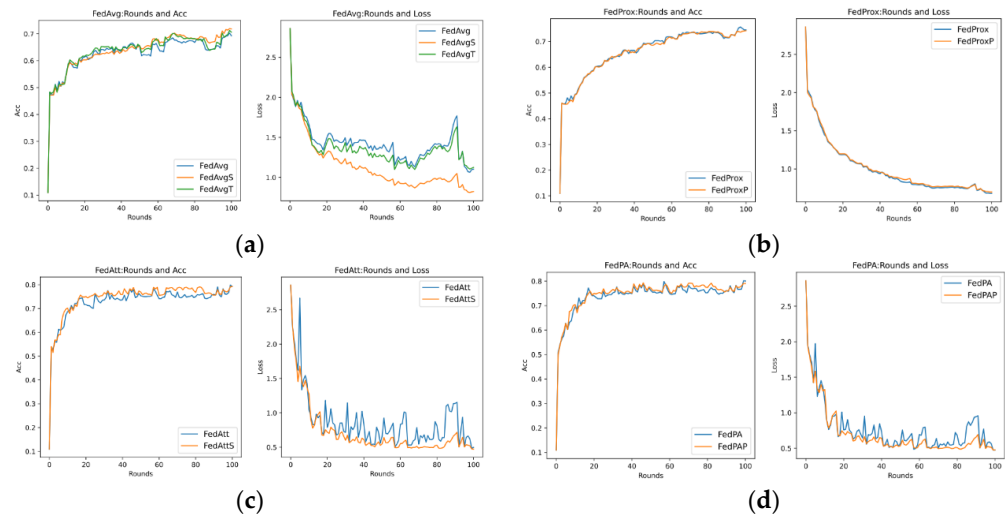 FedAvg:Rounds and Acc
Acc
0.7
0.6
0.5
0.4
0.3
0.2
0.1
FedAvg
FedAvgS
FedAvgT
0 20 40 60 80 100
Rounds
FedAvg:Rounds and Loss
Loss
2.5
2.0
1.5
1.0
FedAvg
FedAvgS
FedAvgT
0 20 40 60 80 100
Rounds
(a)
FedProx:Rounds and Acc
Acc
0.7
0.6
0.5
0.4
0.3
0.2
0.1
FedProx
FedProxP
0 20 40 60 80 100
Rounds
FedProx:Rounds and Loss
Loss
2.5
2.0
1.5
1.0
FedProx
FedProxP
0 20 40 60 80 100
Rounds
(b)
FedAtt:Rounds and Acc
Acc
0.8
0.7
0.6
0.5
0.4
0.3
0.2
0.1
FedAtt
FedAttS
0 20 40 60 80 100
Rounds
FedAtt:Rounds and Loss
Loss
2.5
2.0
1.5
1.0
0.5
FedAtt
FedAttS
0 20 40 60 80 100
Rounds
(c)
FedPA:Rounds and Acc
Acc
0.8
0.7
0.6
0.5
0.4
0.3
0.2
0.1
FedPA
FedPAP
0 20 40 60 80 100
Rounds
FedPA:Rounds and Loss
Loss
2.5
2.0
1.5
1.0
0.5
FedPA
FedPAP
0 20 40 60 80 100
Rounds
(d)